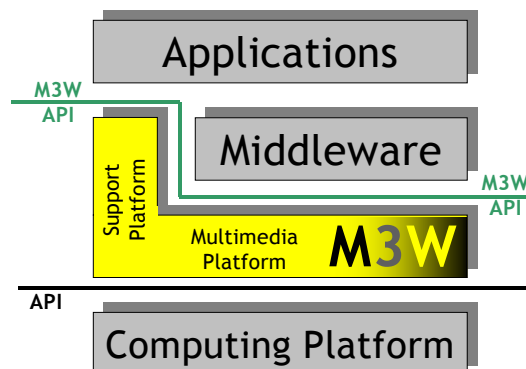 Applications
M3W
API
Middleware
Support
Platform
M3W
API
Multimedia
Platform
M3W
API
Computing Platform